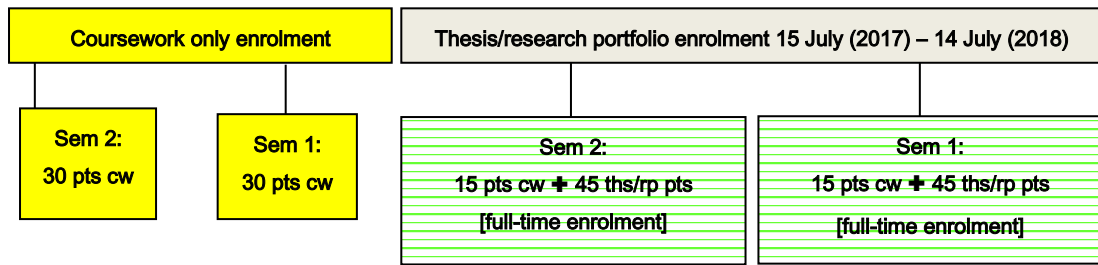 Coursework only enrolment
Thesis/research portfolio enrolment 15 July (2017) – 14 July (2018)
Sem 2:
30 pts cw
Sem 1:
30 pts cw
Sem 2:
15 pts cw + 45 ths/rp pts
[full-time enrolment]
Sem 1:
15 pts cw + 45 ths/rp pts
[full-time enrolment]